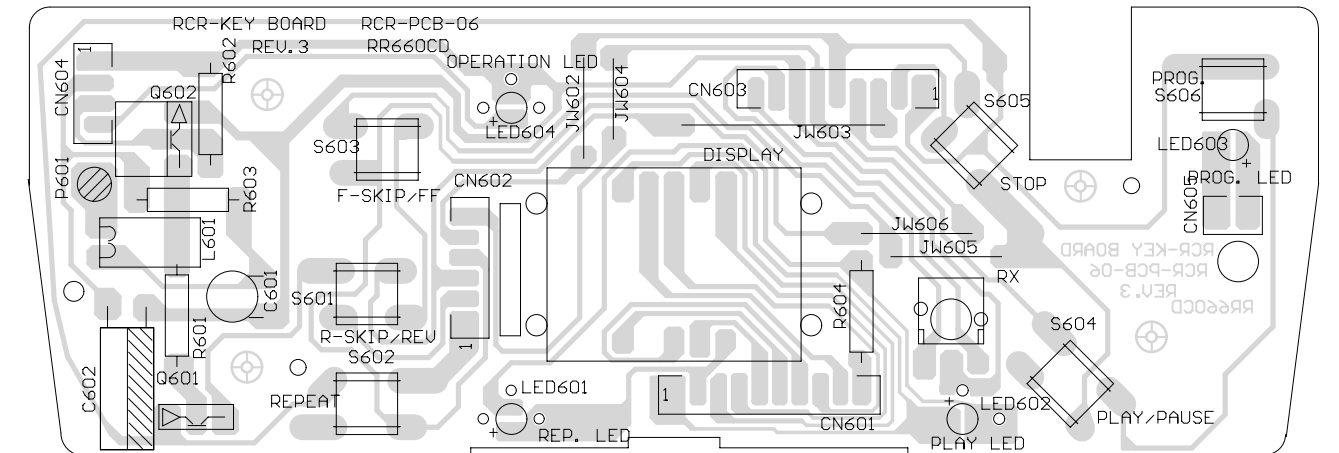 RCR-KEY BOARD RCR-PCB-06
REV.3 RR660CD
OPERATION LED
CN604
1
R602
Q602
JW602
JW604
CN603
1
S605
PROG.
S606
LED604
JW603
LED603
S603
DISPLAY
P601
CN602
STOP
PROG. LED
R603
F-SKIP/FF
CN605
L601
JW606
JW605
RCR-KEY BOARD
RCR-PCB-06
REV.3
RR660CD
C601
S601
RX
R604
R-SKIP/REV
S604
R601
1
S602
Q601
C602
LED601
REPEAT
1
LED602
CN601
PLAY/PAUSE
REP. LED
PLAY LED